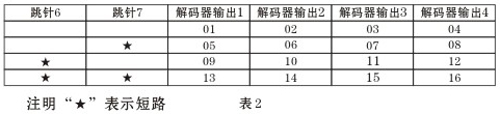 跳针6 跳针7 解码器输出1 解码器输出2 解码器输出3 解码器输出4
01 02 03 04
★ 05 06 07 08
★ 09 10 11 12
★ ★ 13 14 15 16
注明“★”表示短路 表2